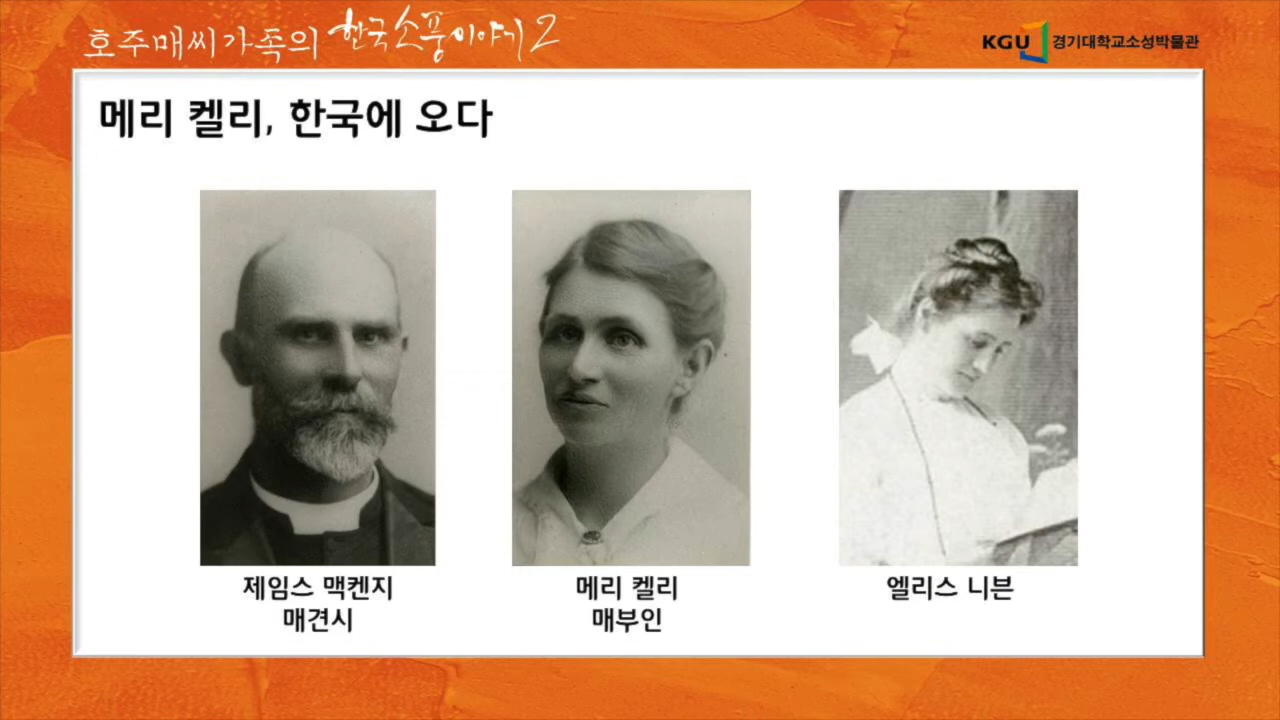 호주매씨가족의 한국소풍이야기 2
KGU 경기대학교소성박물관
메리 켈리, 한국에 오다
제임스 맥켄지
매견시
메리 켈리
매부인
엘리스 니븐